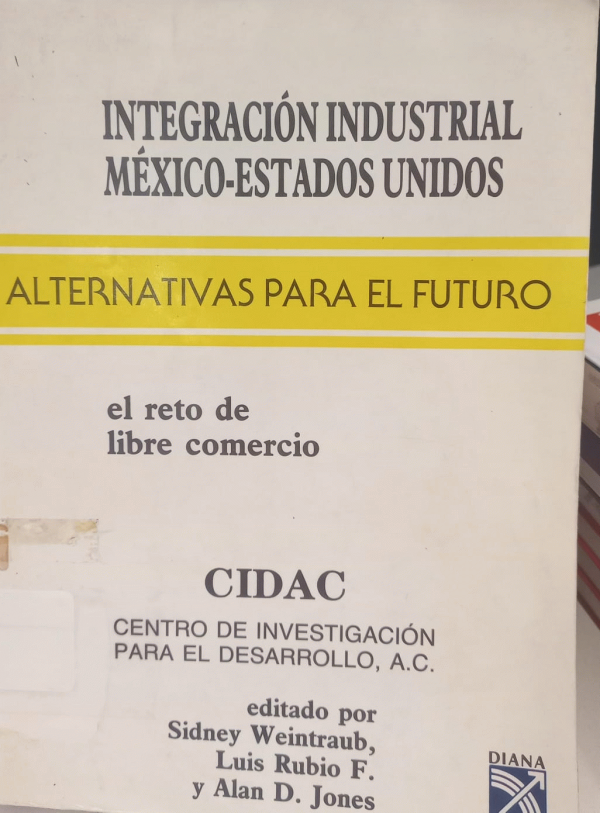 INTEGRACIÓN INDUSTRIAL
MÉXICO-ESTADOS UNIDOS
ALTERNATIVAS PARA EL FUTURO
el reto de
libre comercio
CIDAC
CENTRO DE INVESTIGACIÓN
PARA EL DESARROLLO, A.C.
editado por
Sidney Weintraub,
Luis Rubio F.
y Alan D. Jones
DIANA